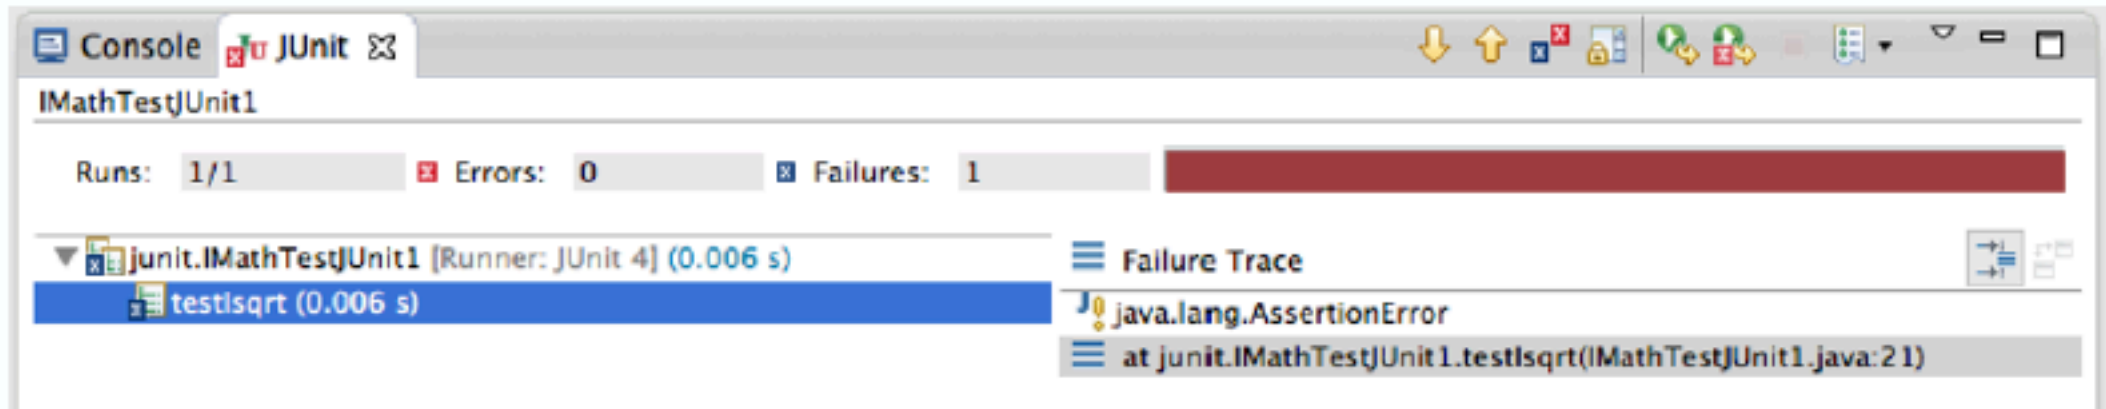 Console JUnit
IMathTestJUnit1
Runs: 1/1 Errors: 0 Failures: 1
junit.IMathTestJUnit1 [Runner: JUnit 4] (0.006 s)
testIsqrt (0.006 s)
Failure Trace
java.lang.AssertionError
at junit.IMathTestJUnit1.testIsqrt(IMathTestJUnit1.java:21)